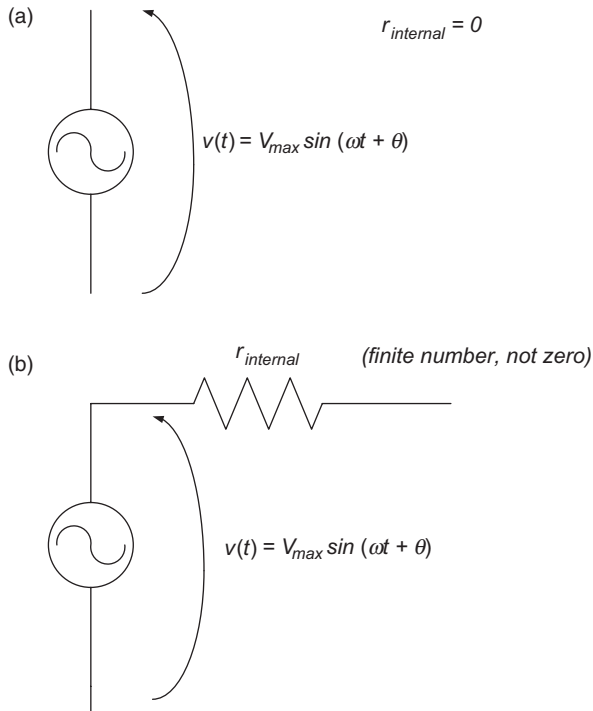 (a)
r_internal = 0
v(t) = V_max sin (ωt + θ)
(b)
r_internal
(finite number, not zero)
v(t) = V_max sin (ωt + θ)